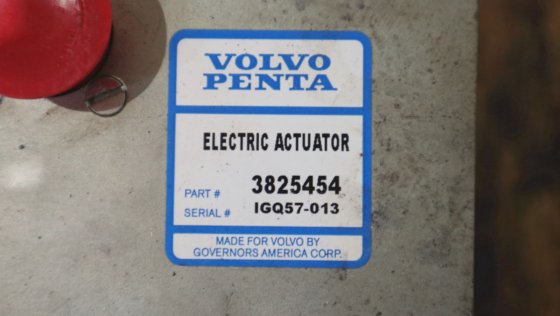 VOLVO
PENTA
ELECTRIC ACTUATOR
PART # 3825454
SERIAL # IGQ57-013
MADE FOR VOLVO BY
GOVERNORS AMERICA CORP.